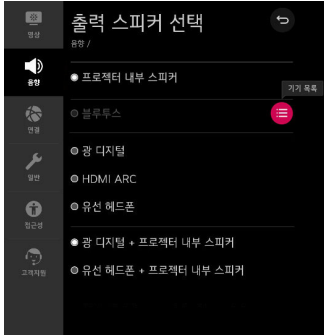 출력 스피커 선택
음향 /
영상
음향
연결
일반
접근성
고객지원
프로젝터 내부 스피커
기기 목록
블루투스
광 디지털
HDMI ARC
유선 헤드폰
광 디지털 + 프로젝터 내부 스피커
유선 헤드폰 + 프로젝터 내부 스피커